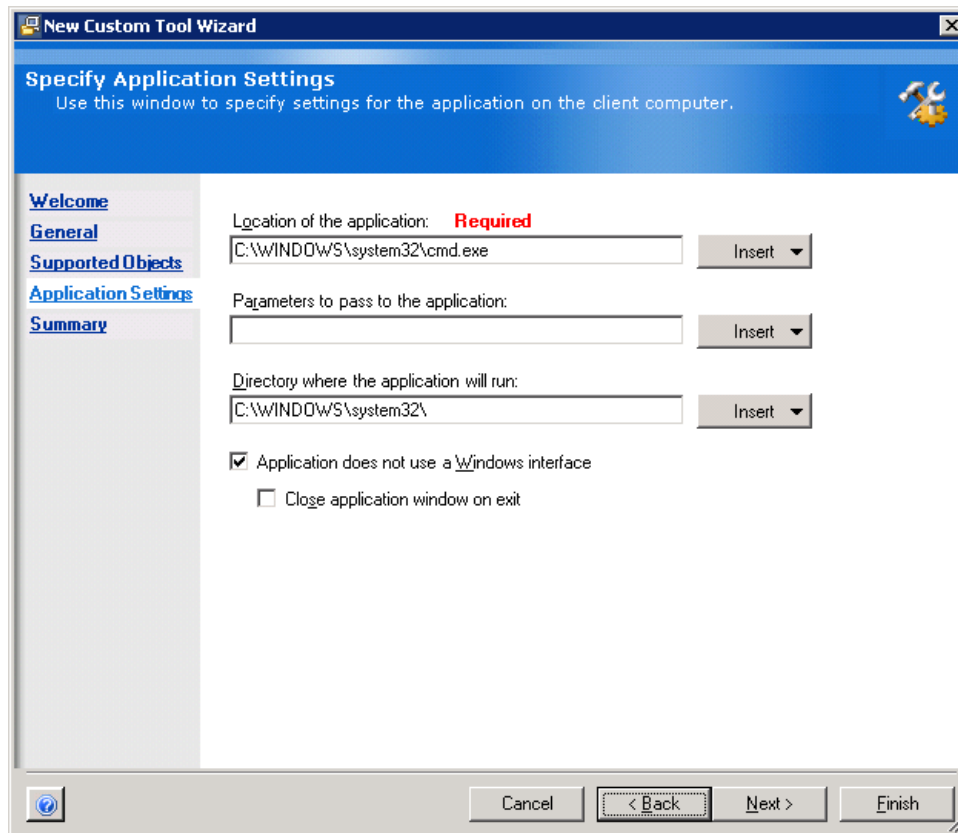 New Custom Tool Wizard
Specify Application Settings
Use this window to specify settings for the application on the client computer.
Welcome
General
Supported Objects
Application Settings
Summary
Location of the application: Required
C:\WINDOWS\system32\cmd.exe
Insert
Parameters to pass to the application:
Insert
Directory where the application will run:
C:\WINDOWS\system32\
Insert
Application does not use a Windows interface
Close application window on exit
?
Cancel
< Back
Next >
Finish